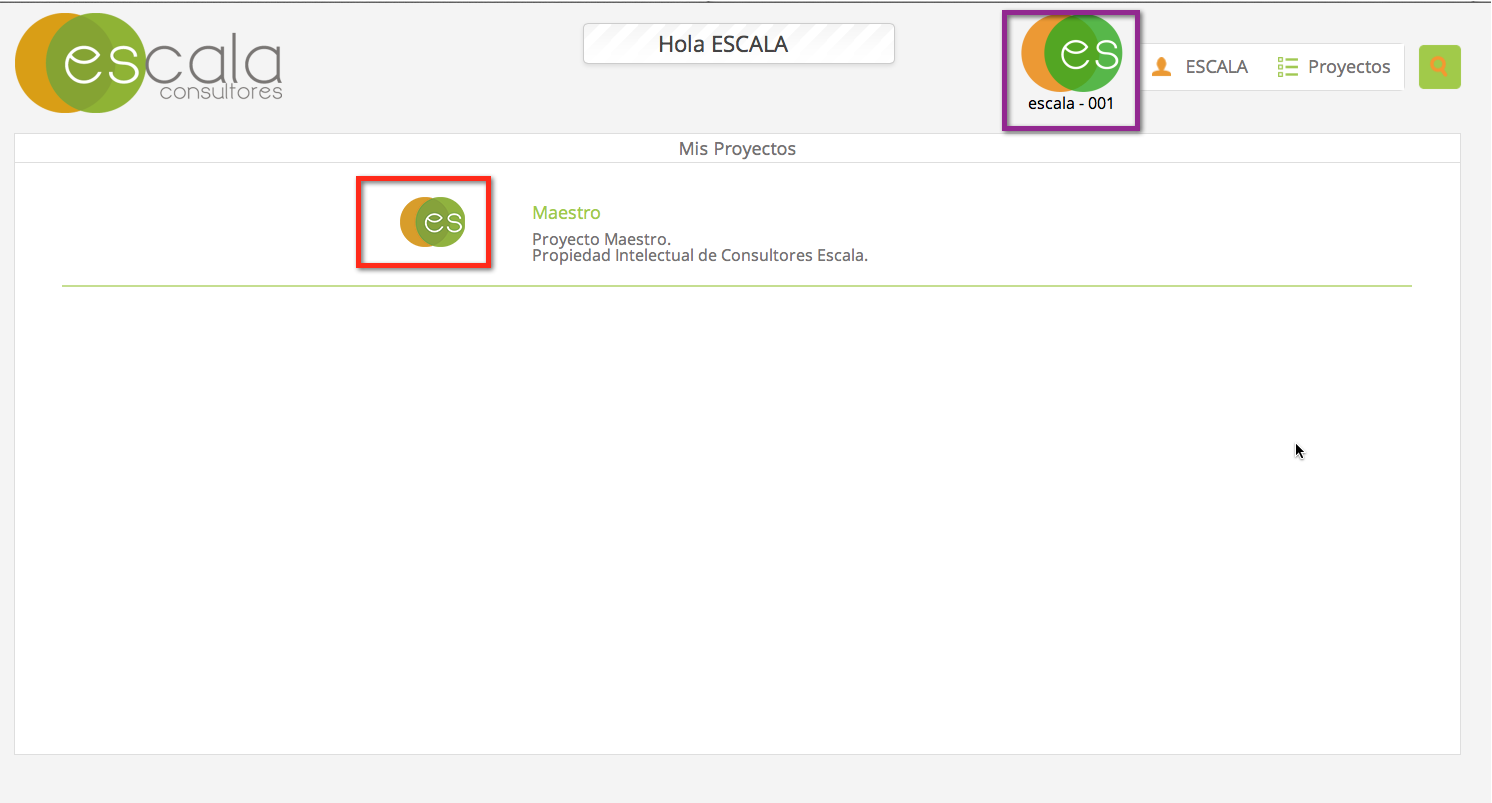 escala
consultores
Hola ESCALA
es
escala - 001
ESCALA
Proyectos
Mis Proyectos
es
Maestro
Proyecto Maestro.
Propiedad Intelectual de Consultores Escala.